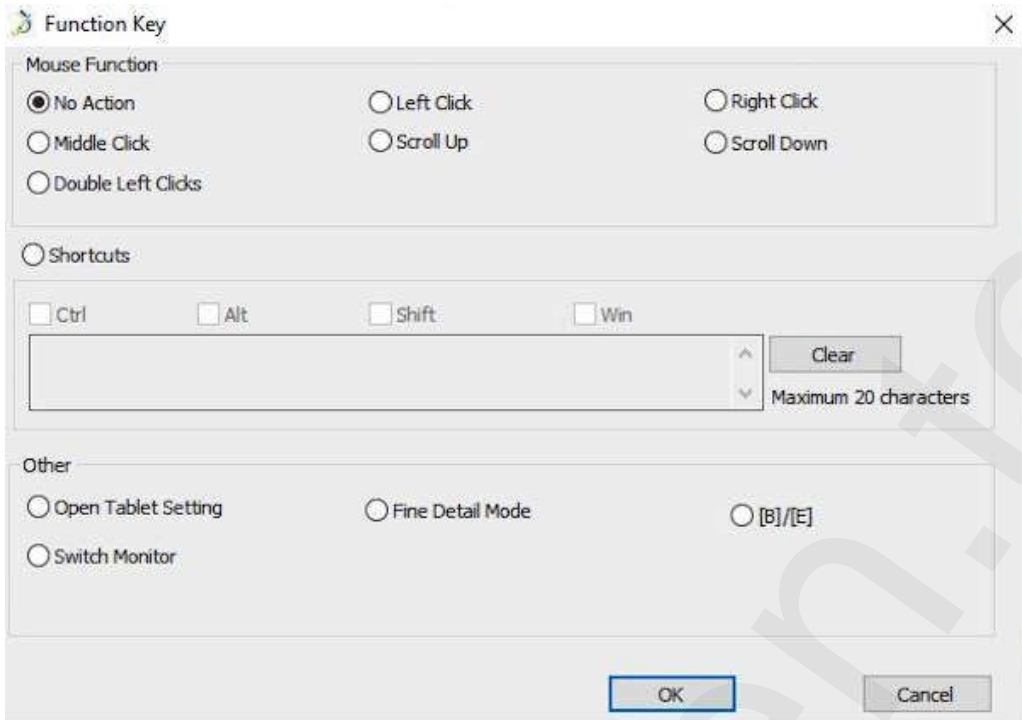 Function Key
Mouse Function
No Action Left Click Right Click
Middle Click Scroll Up Scroll Down
Double Left Clicks
Shortcuts
Ctrl Alt Shift Win
Clear
Maximum 20 characters
Other
Open Tablet Setting Fine Detail Mode [B]/[E]
Switch Monitor
OK Cancel